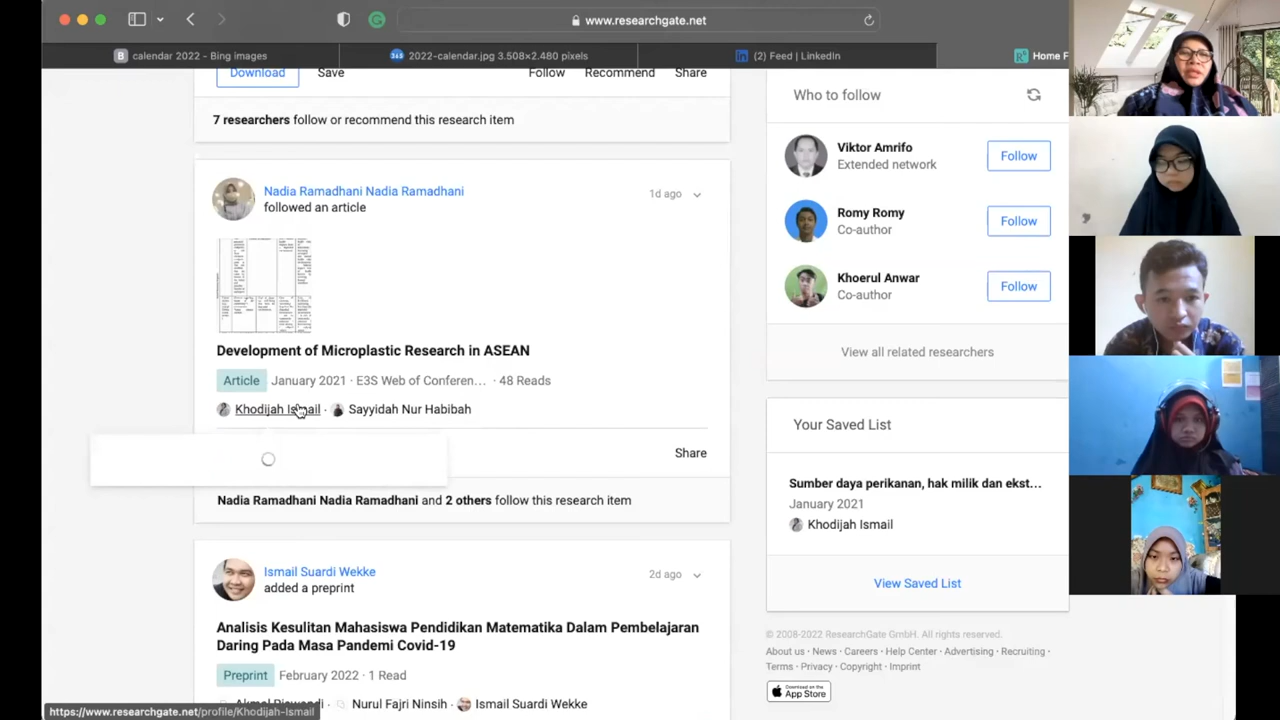 www.researchgate.net
calendar 2022 - Bing images
2022-calendar.jpg 3.508×2.480 pixels
(2) Feed | LinkedIn
Home F
Download
Save
Follow
Recommend
Share
7 researchers follow or recommend this research item
Nadia Ramadhani Nadia Ramadhani
1d ago
followed an article
Development of Microplastic Research in ASEAN
Article January 2021 · E3S Web of Conferen... · 48 Reads
Khodijah Ismail · Sayyidah Nur Habibah
Share
Nadia Ramadhani Nadia Ramadhani and 2 others follow this research item
Ismail Suardi Wekke
2d ago
added a preprint
Analisis Kesulitan Mahasiswa Pendidikan Matematika Dalam Pembelajaran
Daring Pada Masa Pandemi Covid-19
Preprint February 2022 · 1 Read
Nurul Fajri Ninsih · Ismail Suardi Wekke
https://www.researchgate.net/profile/Khodijah-Ismail
Who to follow
Viktor Amrifo
Extended network
Follow
Romy Romy
Co-author
Follow
Khoerul Anwar
Co-author
Follow
View all related researchers
Your Saved List
Sumber daya perikanan, hak milik dan ekst...
January 2021
Khodijah Ismail
View Saved List
© 2008-2022 ResearchGate GmbH. All rights reserved.
About us · News · Careers · Help Center · Advertising · Recruiting ·
Terms · Privacy · Copyright · Imprint
Download on the
App Store